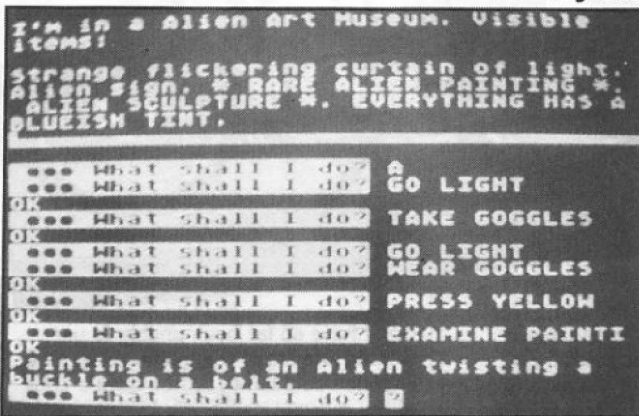 I'm in a Alien Art Museum. Visible
items:
Strange flickering curtain of light.
Alien sign. * RARE ALIEN PAINTING *.
* ALIEN SCULPTURE *. EVERYTHING HAS A
BLUEISH TINT.
••• What shall I do? A
••• What shall I do? GO LIGHT
OK
••• What shall I do? TAKE GOGGLES
OK
••• What shall I do? GO LIGHT
••• What shall I do? WEAR GOGGLES
OK
••• What shall I do? PRESS YELLOW
OK
••• What shall I do? EXAMINE PAINTI
OK
Painting is of an Alien twisting a
buckle on a belt.
••• What shall I do? ?